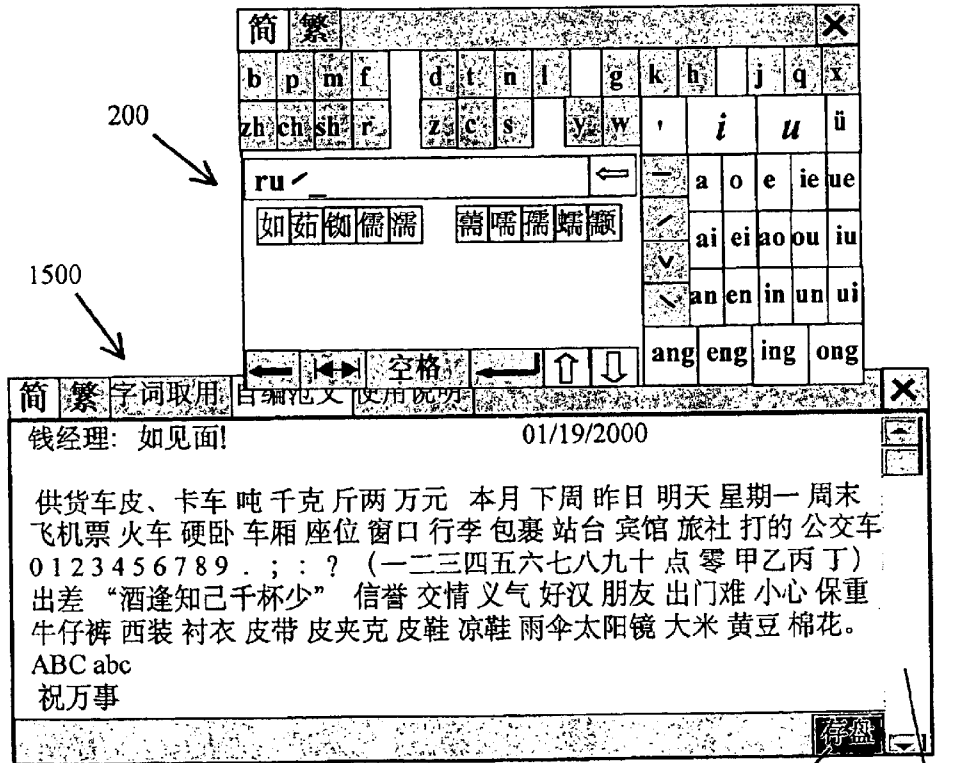 简 繁 ×
b p m f d t n l g k h j q x
zh ch sh r z c s y w ' i u ü
200
ru ˊ_ ⇦ ˉ a o e ie ue
如 茹 铷 儒 濡 薷 嚅 孺 蠕 颥 ˊ ai ei ao ou iu
ˇ
1500
ˋ an en in un ui
空格 ang eng ing ong
简 繁 字词取用 自编范文 使用说明 ×
钱经理: 如见面! 01/19/2000
供货车皮、卡车 吨 千克 斤两 万元 本月 下周 昨日 明天 星期一 周末
飞机票 火车 硬卧 车厢 座位 窗口 行李 包裹 站台 宾馆 旅社 打的 公交车
0 1 2 3 4 5 6 7 8 9 . ; : ? (一二三四五六七八九十 点 零 甲乙丙丁)
出差 “酒逢知己千杯少” 信誉 交情 义气 好汉 朋友 出门难 小心 保重
牛仔裤 西装 衬衣 皮带 皮夹克 皮鞋 凉鞋 雨伞太阳镜 大米 黄豆 棉花。
ABC abc
祝万事
存盘